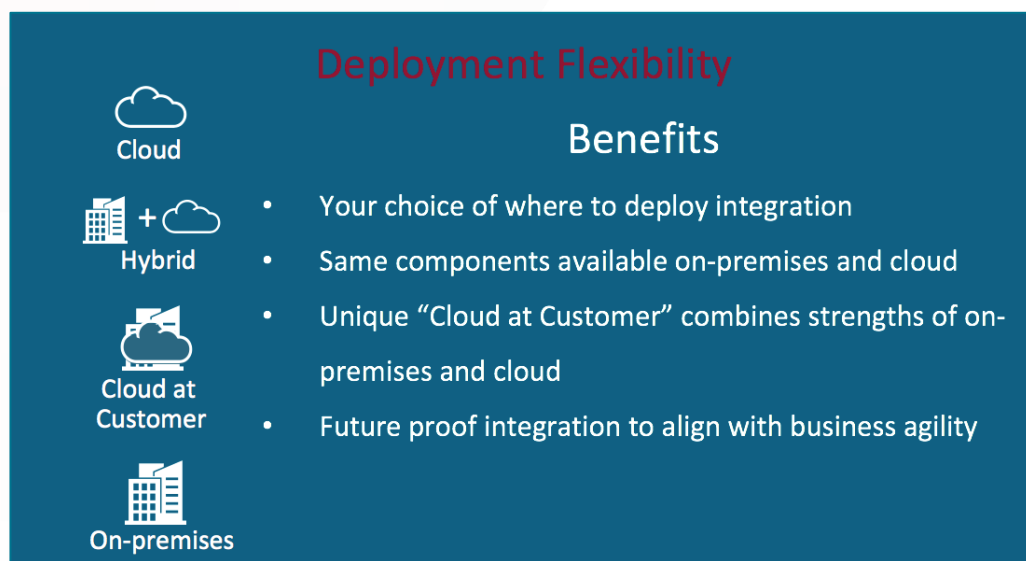 Deployment Flexibility
Cloud
Benefits
+
Hybrid
• Your choice of where to deploy integration
• Same components available on-premises and cloud
Cloud at
Customer
• Unique “Cloud at Customer” combines strengths of on-
premises and cloud
• Future proof integration to align with business agility
On-premises